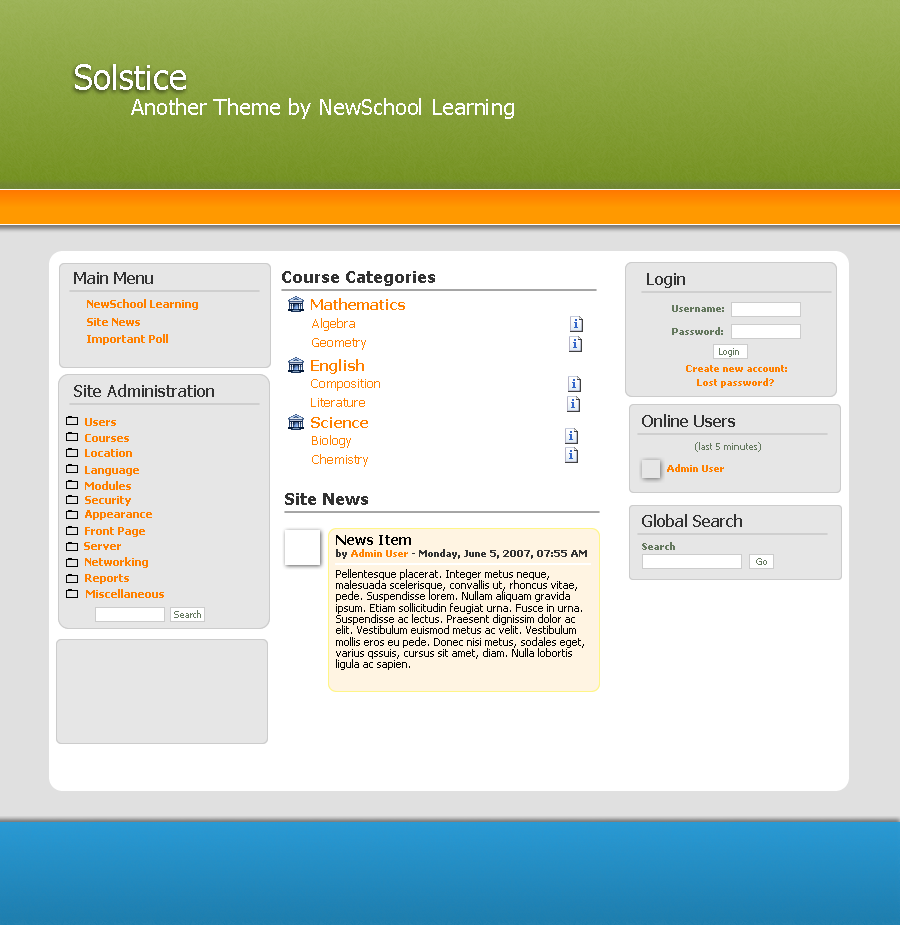 Solstice
Another Theme by NewSchool Learning
Main Menu
NewSchool Learning
Site News
Important Poll
Site Administration
Users
Courses
Location
Language
Modules
Security
Appearance
Front Page
Server
Networking
Reports
Miscellaneous
Search
Course Categories
Mathematics
Algebra
Geometry
English
Composition
Literature
Science
Biology
Chemistry
Site News
News Item
by Admin User - Monday, June 5, 2007, 07:55 AM
Pellentesque placerat. Integer metus neque,
malesuada scelerisque, convallis ut, rhoncus vitae,
pede. Suspendisse lorem. Nullam aliquam gravida
ipsum. Etiam sollicitudin feugiat urna. Fusce in urna.
Suspendisse ac lectus. Praesent dignissim dolor ac
elit. Vestibulum euismod metus ac velit. Vestibulum
mollis eros eu pede. Donec nisi metus, sodales eget,
varius qssuis, cursus sit amet, diam. Nulla lobortis
ligula ac sapien.
Login
Username:
Password:
Login
Create new account:
Lost password?
Online Users
(last 5 minutes)
Admin User
Global Search
Search
Go